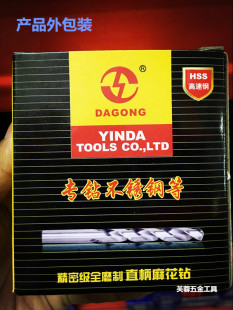 产品外包装
®
DAGONG
HSS
高速钢
YINDA
TOOLS CO.,LTD
专钻不锈钢等
精密级全磨制 直柄麻花钻
芙蓉五金工具